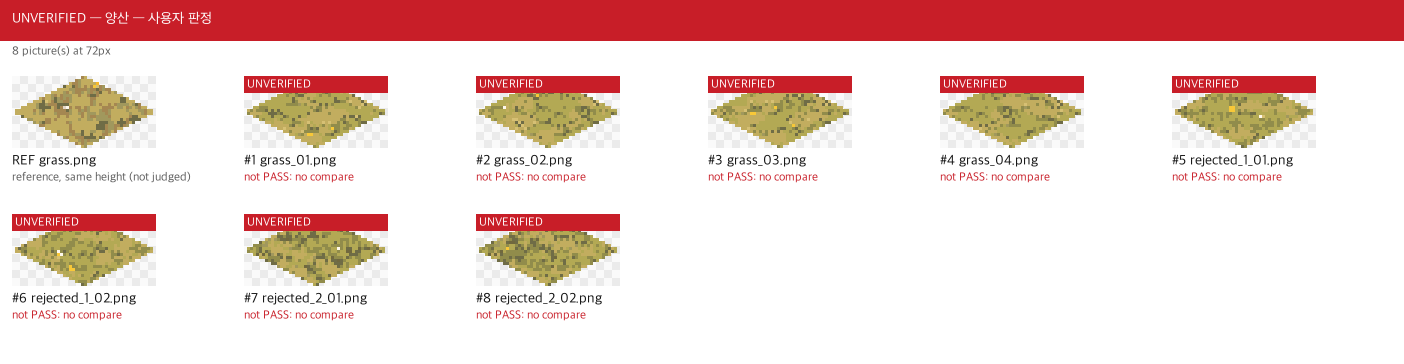 UNVERIFIED — 양산 — 사용자 판정
8 picture(s) at 72px
UNVERIFIED
UNVERIFIED
UNVERIFIED
UNVERIFIED
UNVERIFIED
REF grass.png
#1 grass_01.png
#2 grass_02.png
#3 grass_03.png
#4 grass_04.png
#5 rejected_1_01.png
reference, same height (not judged)
not PASS: no compare
not PASS: no compare
not PASS: no compare
not PASS: no compare
not PASS: no compare
UNVERIFIED
UNVERIFIED
UNVERIFIED
#6 rejected_1_02.png
#7 rejected_2_01.png
#8 rejected_2_02.png
not PASS: no compare
not PASS: no compare
not PASS: no compare